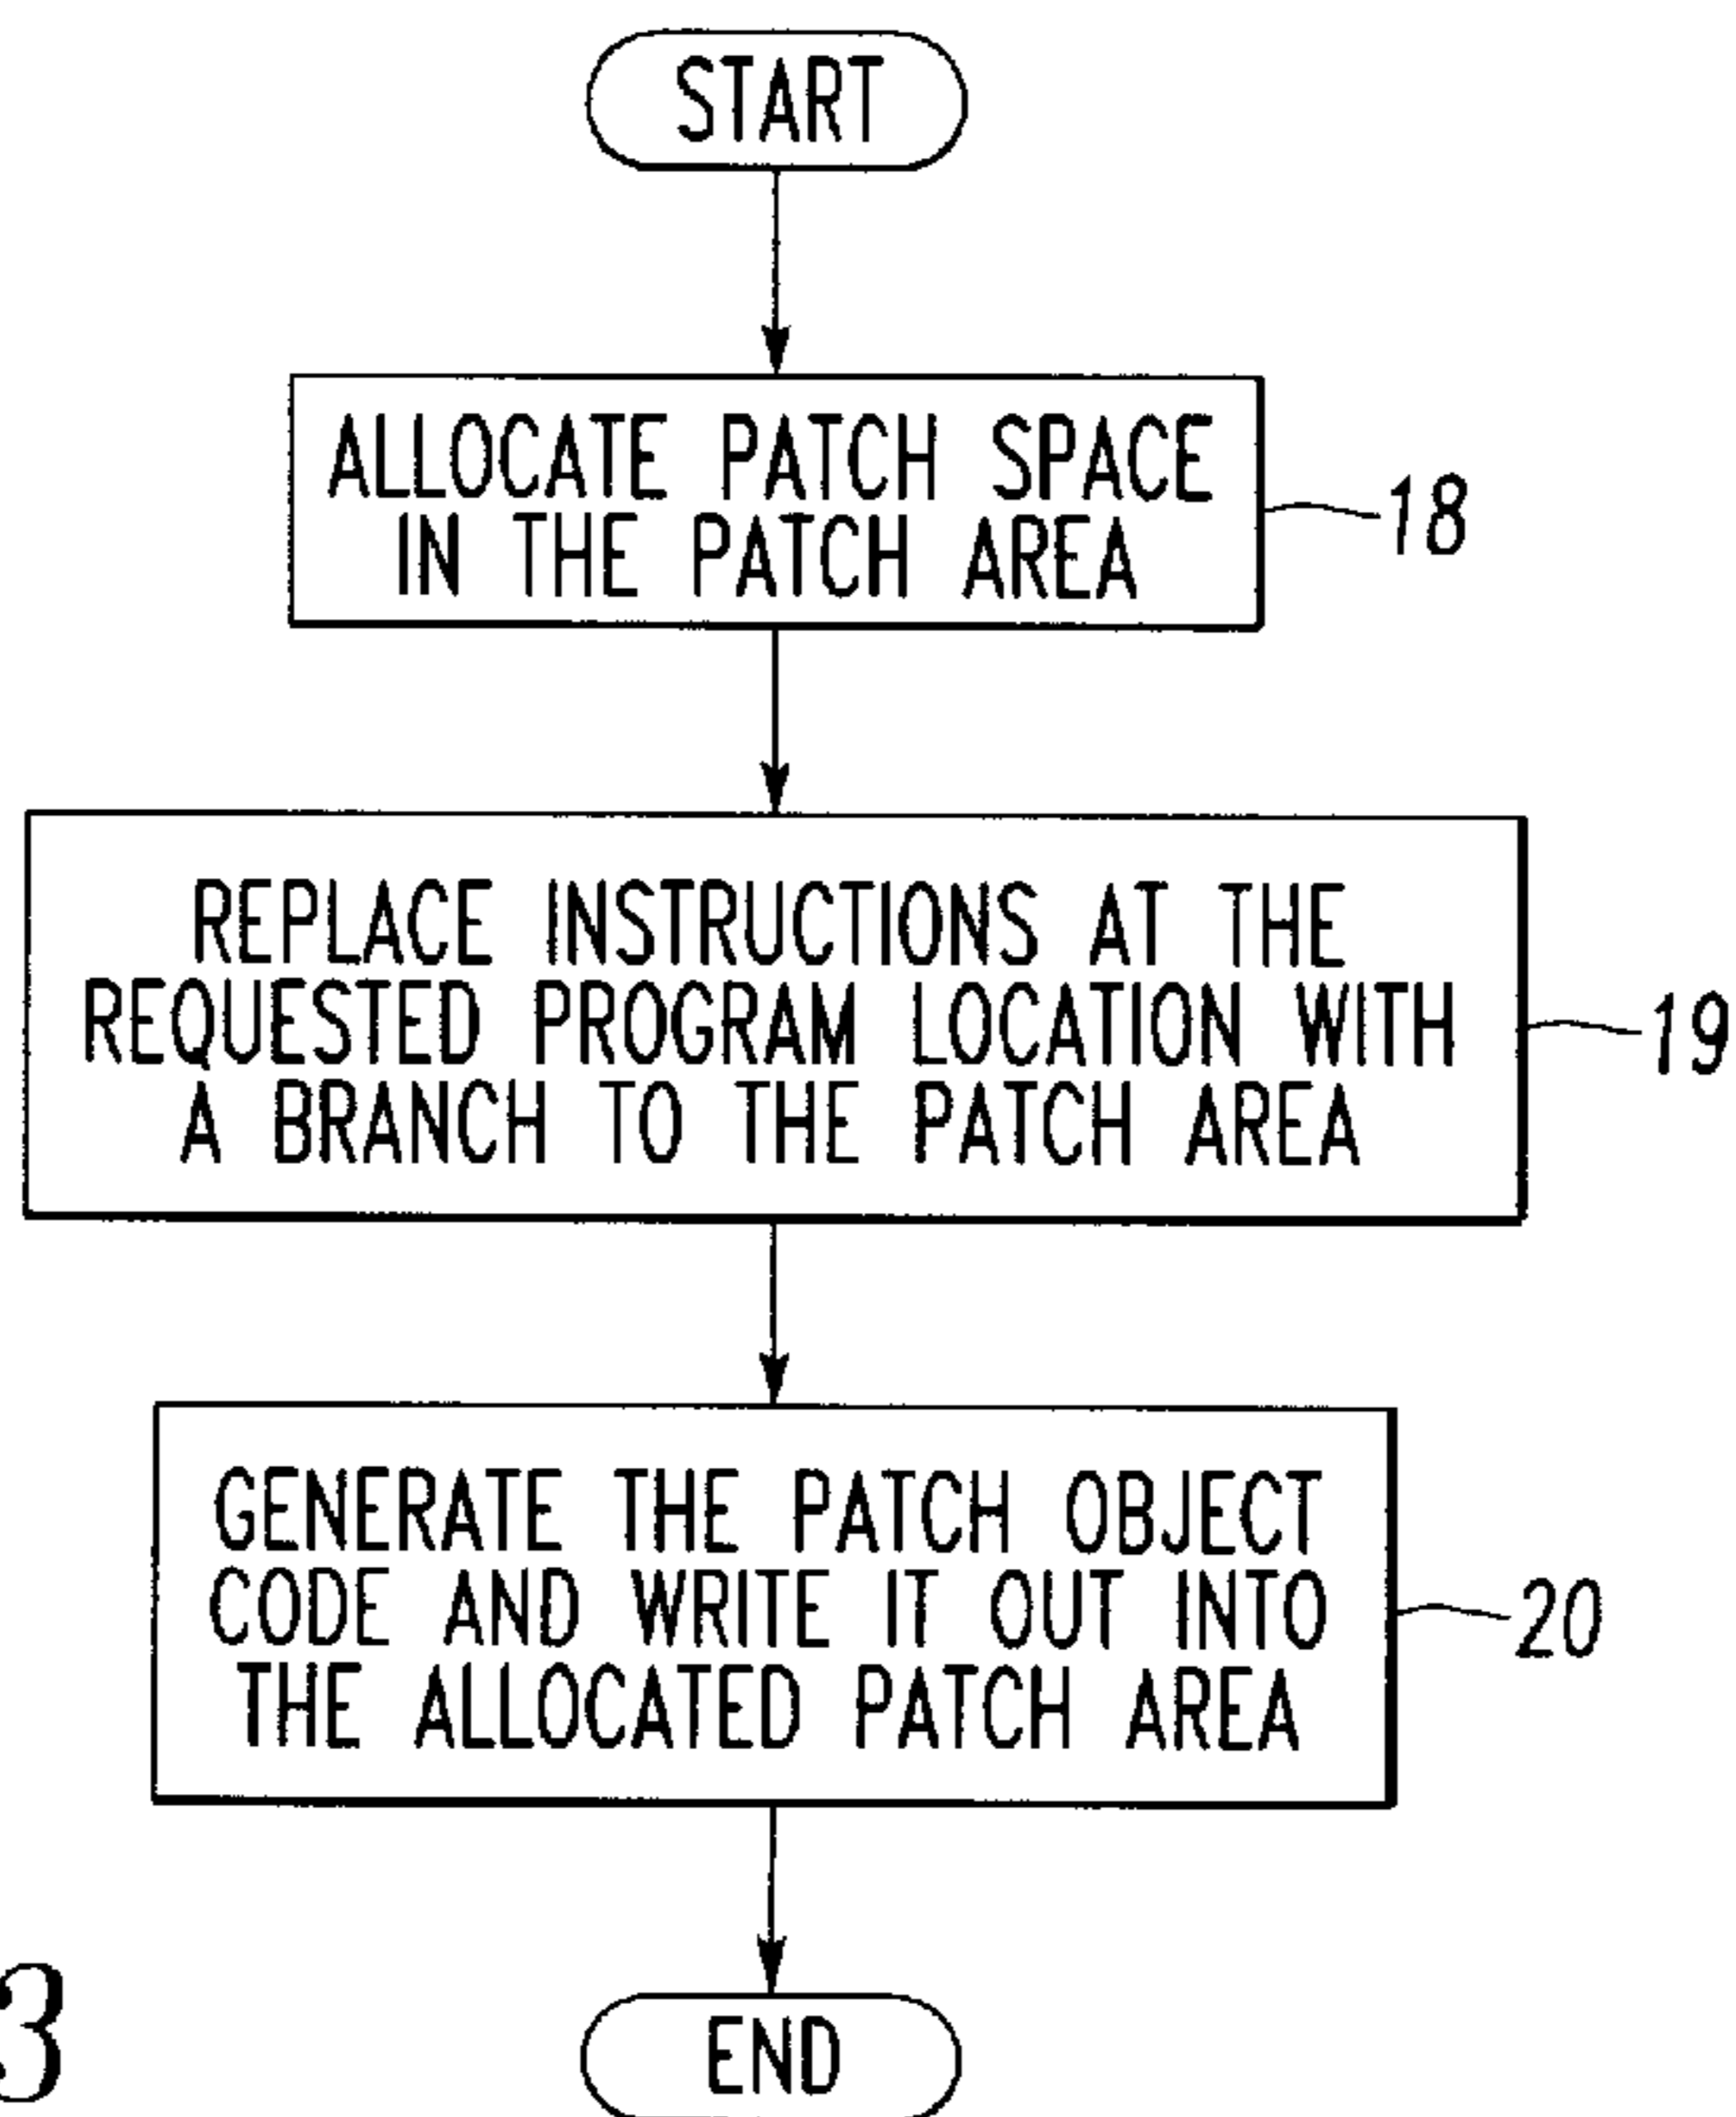 START
ALLOCATE PATCH SPACE
IN THE PATCH AREA
18
REPLACE INSTRUCTIONS AT THE
REQUESTED PROGRAM LOCATION WITH
A BRANCH TO THE PATCH AREA
19
GENERATE THE PATCH OBJECT
CODE AND WRITE IT OUT INTO
THE ALLOCATED PATCH AREA
20
END
3